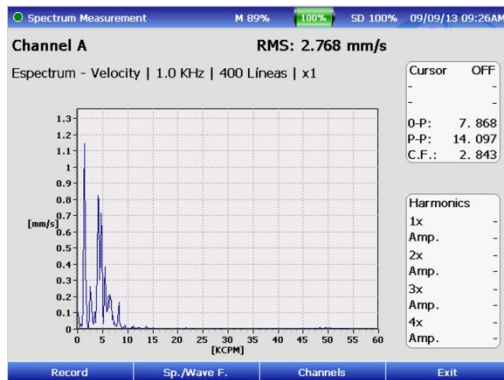 Spectrum Measurement M 89% 100% SD 100% 09/09/13 09:26AM
Channel A RMS: 2.768 mm/s
Espectrum - Velocity | 1.0 KHz | 400 Líneas | x1
Cursor OFF
-
-
0-P: 7. 868
P-P: 14. 097
C.F.: 2. 843
Harmonics
1x -
Amp. -
2x -
Amp. -
3x -
Amp. -
4x -
Amp. -
1.3
1.2
1.1
1
0.9
0.8
0.7
[mm/s]
0.6
0.5
0.4
0.3
0.2
0.1
0
0 5 10 15 20 25 30 35 40 45 50 55 60
[KCPM]
Record Sp./Wave F. Channels Exit